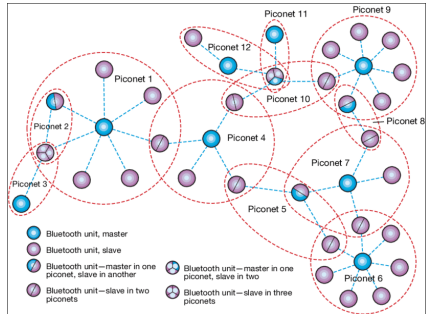 Piconet 11
Piconet 9
Piconet 12
Piconet 1
Piconet 10
Piconet 2
Piconet 8
Piconet 4
Piconet 7
Piconet 3
Piconet 5
Bluetooth unit, master
Bluetooth unit, slave
Bluetooth unit—master in one
piconet, slave in another
Bluetooth unit—slave in two
piconets
Bluetooth unit—master in one
piconet, slave in two
Bluetooth unit—slave in three
piconets
Piconet 6